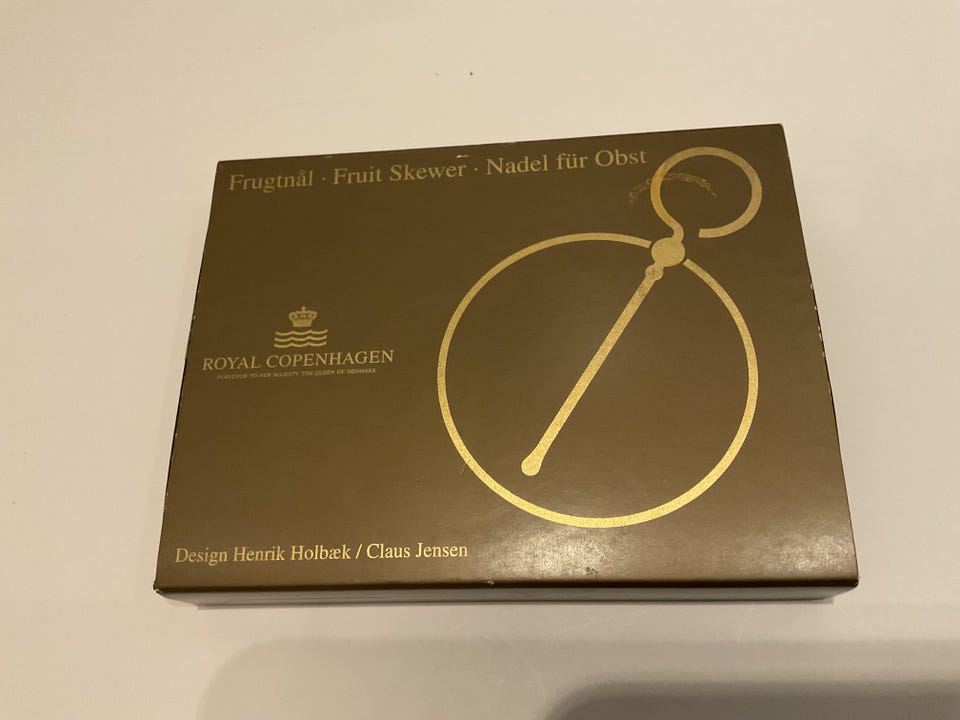 Frugtnål · Fruit Skewer · Nadel für Obst
ROYAL COPENHAGEN
PURVEYOR TO HER MAJESTY THE QUEEN OF DENMARK
Design Henrik Holbæk / Claus Jensen